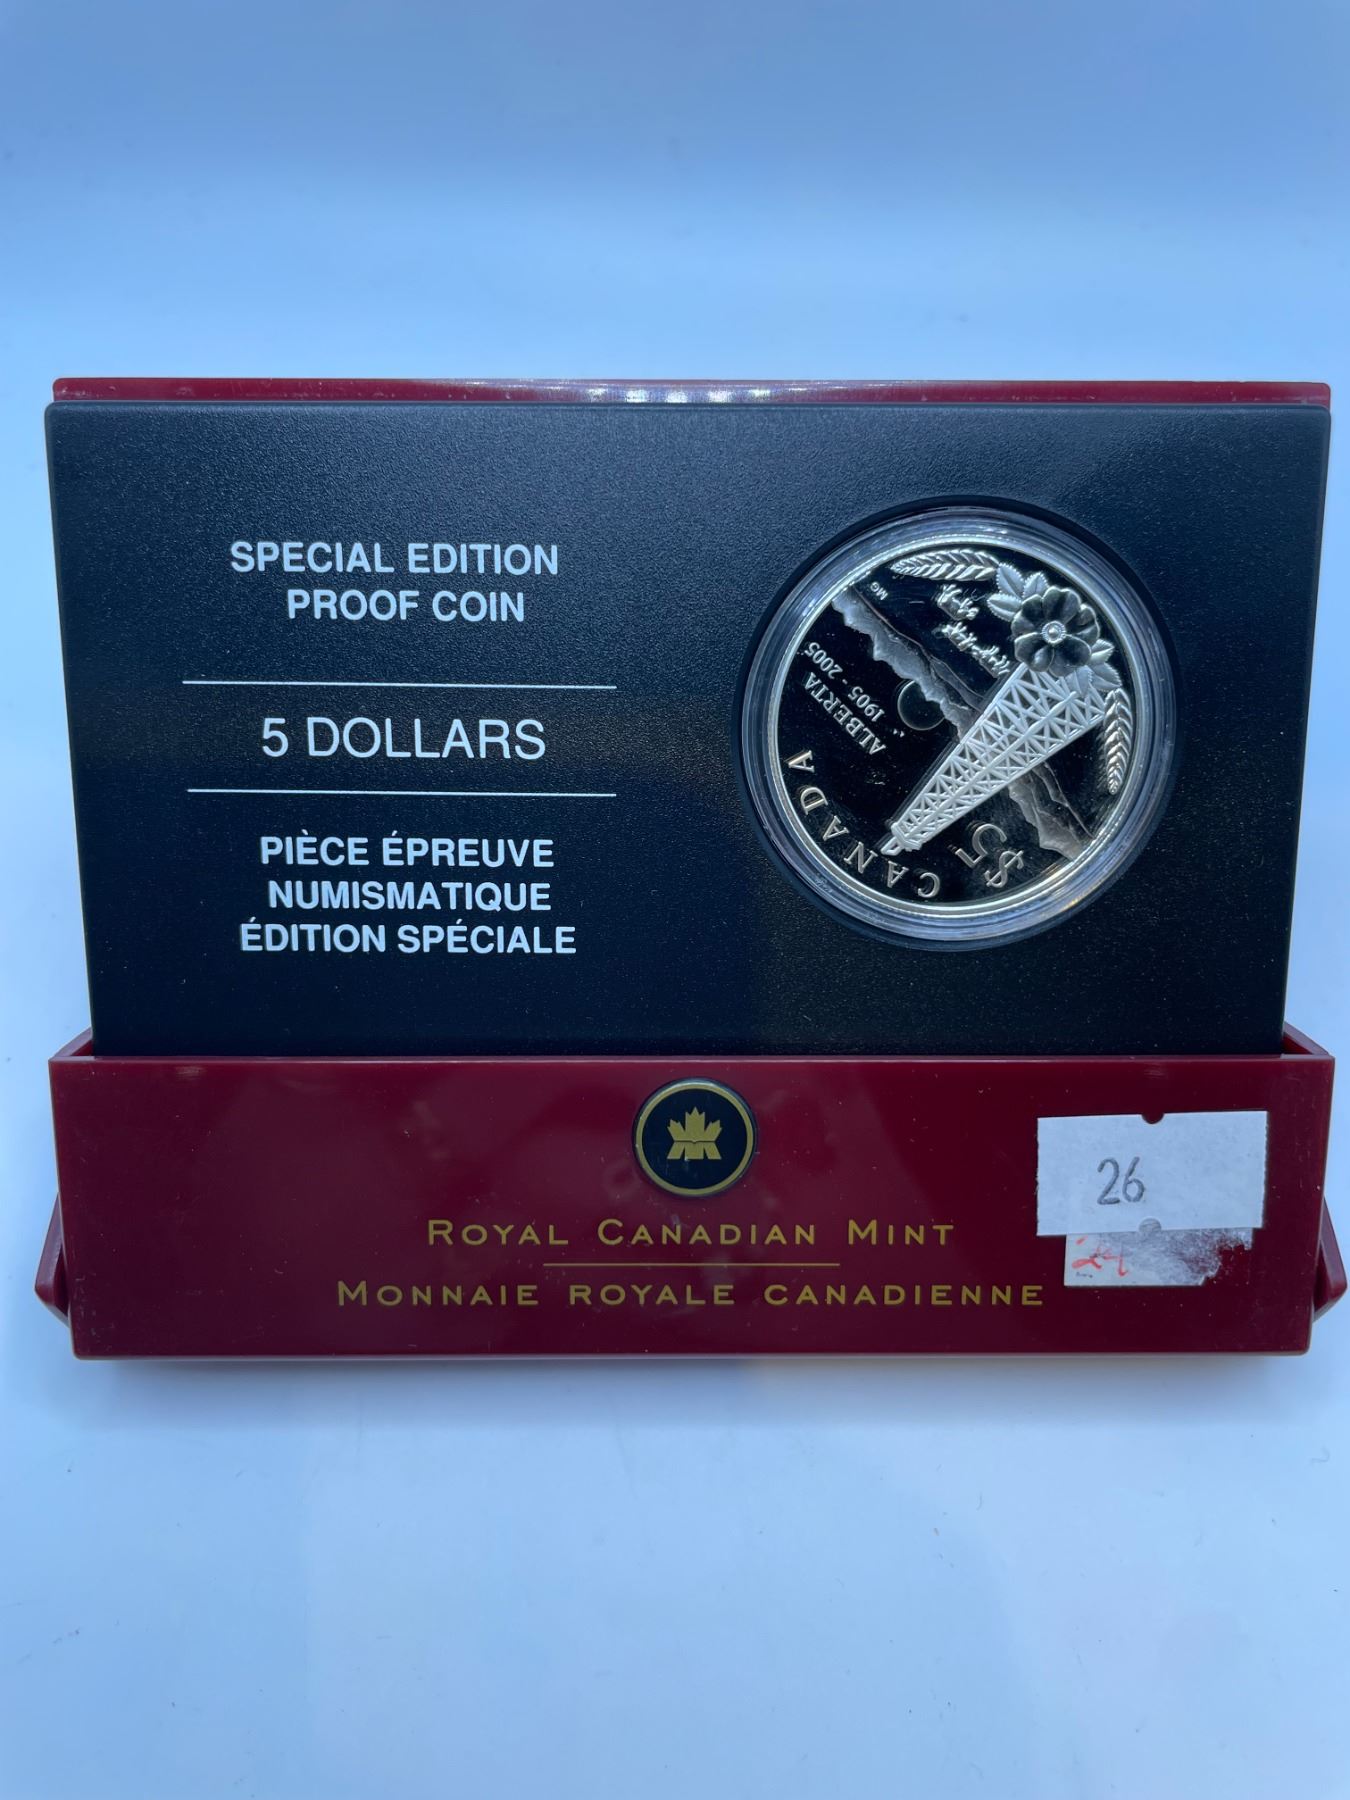 SPECIAL EDITION
PROOF COIN
5 DOLLARS
PIÈCE ÉPREUVE
NUMISMATIQUE
ÉDITION SPÉCIALE
MG
ALBERTA
1905 - 2005
CANADA
$5
ROYAL CANADIAN MINT
MONNAIE ROYALE CANADIENNE
26